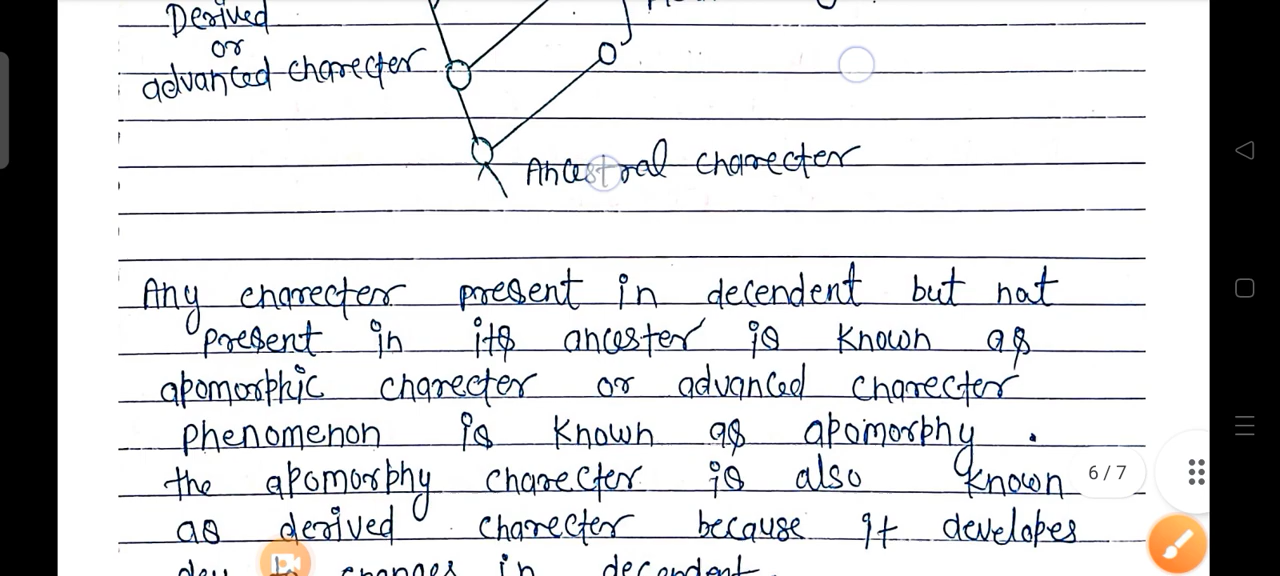 Derived
or
advanced charecter
Ancestral charecter
Any charecter present in decendent but not
present in its ancester is known as
apomorphic charecter or advanced charecter
phenomenon is known as apomorphy.
the apomorphy charecter is also known
as derived charecter because it developes
changes in decendent.
6/7